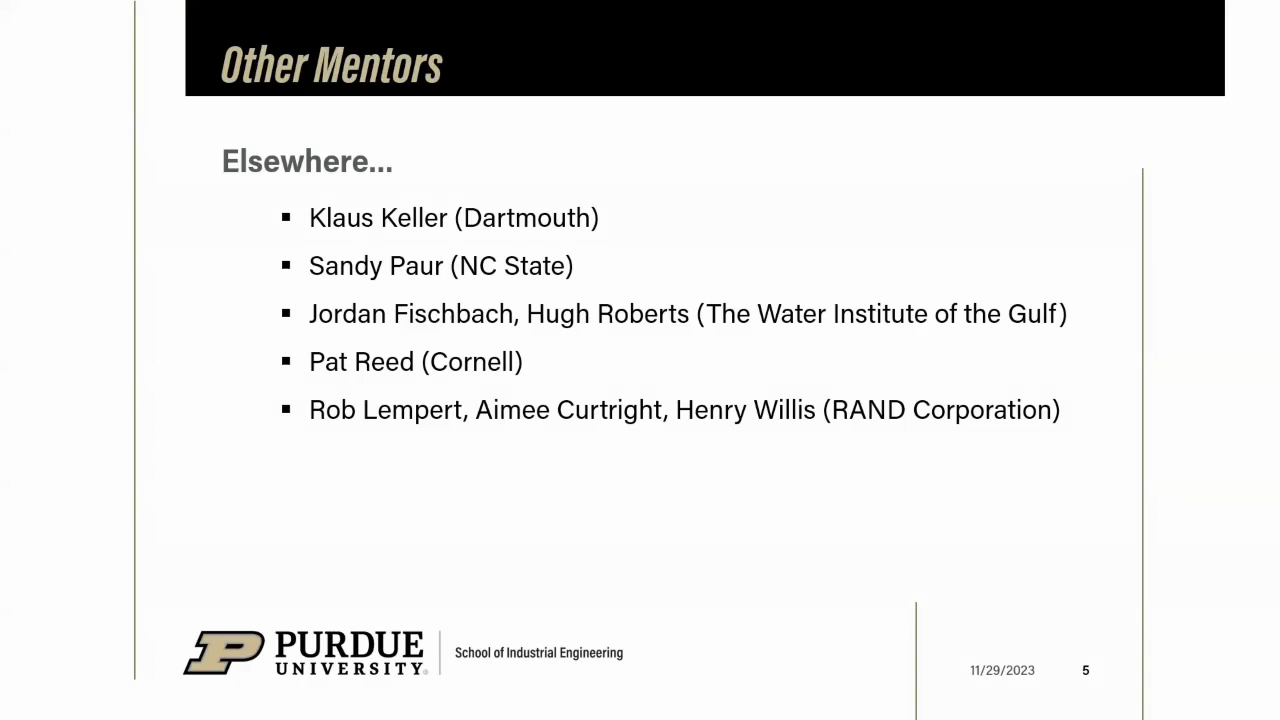 Other Mentors
Elsewhere...
▪ Klaus Keller (Dartmouth)
▪ Sandy Paur (NC State)
▪ Jordan Fischbach, Hugh Roberts (The Water Institute of the Gulf)
▪ Pat Reed (Cornell)
▪ Rob Lempert, Aimee Curtright, Henry Willis (RAND Corporation)
P PURDUE
UNIVERSITY®
School of Industrial Engineering
11/29/2023 5